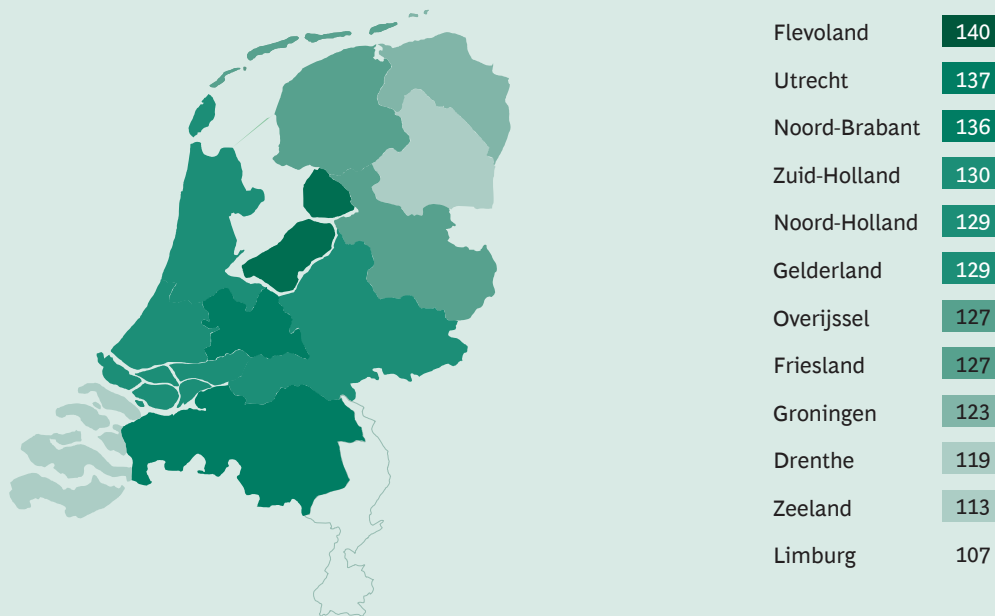 Flevoland 140
Utrecht 137
Noord-Brabant 136
Zuid-Holland 130
Noord-Holland 129
Gelderland 129
Overijssel 127
Friesland 127
Groningen 123
Drenthe 119
Zeeland 113
Limburg 107